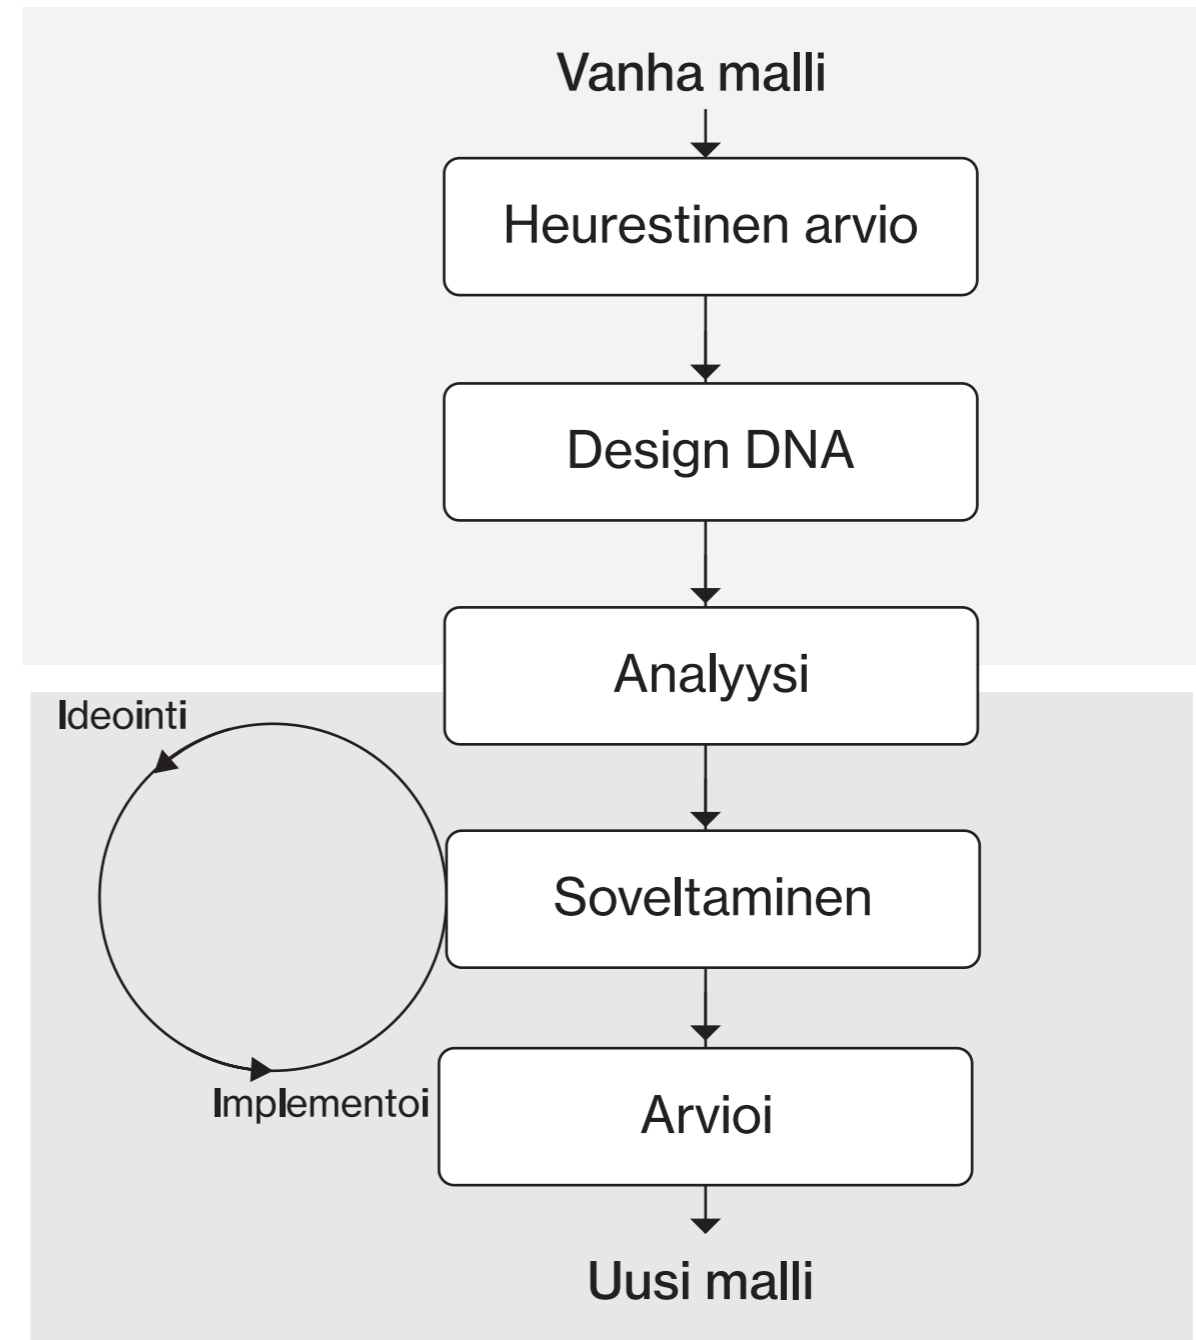 Vanha malli
Heurestinen arvio
Design DNA
Analyysi
Ideointi
Soveltaminen
Implementoi
Arvioi
Uusi malli